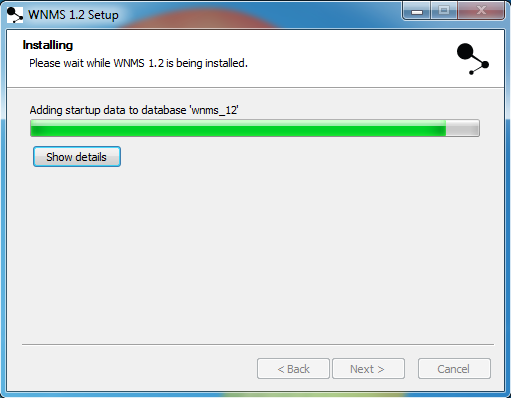 WNMS 1.2 Setup
Installing
Please wait while WNMS 1.2 is being installed.
Adding startup data to database 'wnms_12'
Show details
< Back Next > Cancel